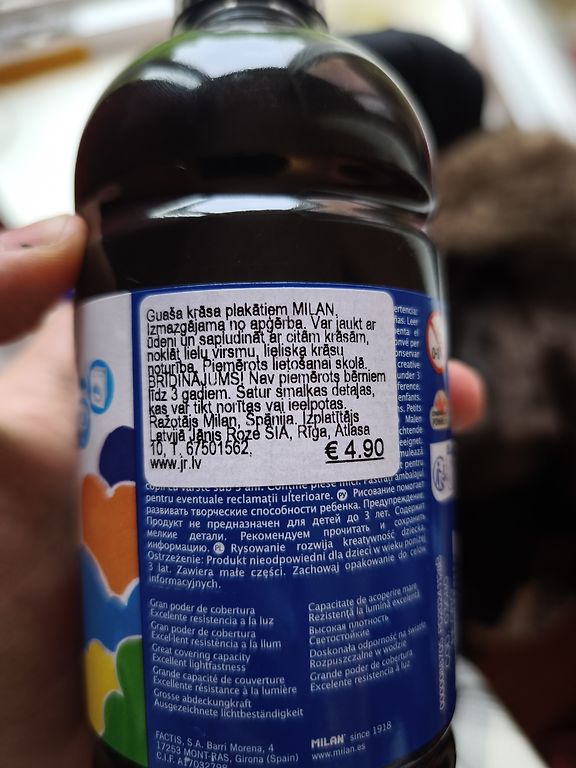 Guaša krāsa plakātiem MILAN.
Izmazgājama no apģērba. Var jaukt ar
ūdeni un sapludināt ar citām krāsām,
noklāt lielu virsmu, lieliska krāsu
noturība. Piemērots lietošanai skolā.
BRĪDINĀJUMS! Nav piemērots bērniem
līdz 3 gadiem. Satur smalkas detaļas,
kas var tikt norītas vai ieelpotas.
Ražotājs Milan, Spānija. Izplatītājs
Latvijā Jānis Roze SIA, Rīga, Atlasa
10, T. 67501562,
www.jr.lv
€ 4.90
pentru eventuale reclamații ulterioare. РУ Рисование помогает
развивать творческие способности ребенка. Предупреждение:
Продукт не предназначен для детей до 3 лет. Содержит
мелкие детали. Рекомендуем прочитать и сохранить
информацию. PL Rysowanie rozwija kreatywność dziecka.
Ostrzeżenie: Produkt nieodpowiedni dla dzieci w wieku poniżej
3 lat. Zawiera małe części. Zachowaj opakowanie do celów
informacyjnych.
Gran poder de cobertura
Excelente resistencia a la luz
Gran poder de cobertura
Excel·lent resistència a la llum
Great covering capacity
Excellent lightfastness
Grande capacité de couverture
Excellente résistance à la lumière
Grosse abdeckungkraft
Ausgezeichnete lichtbeständigkeit
Capacitate de acoperire mare
Rezistență la lumină excelentă
Высокая плотность
Светостойкие
Doskonała odporność na światło
Rozpuszczalne w wodzie
Grande poder de cobertura
Excelente resistência a luz
FACTIS, S.A. Barri Morena, 4
17253 MONT-RAS, Girona (Spain)
C.I.F.
MILAN® since 1918
www.milan.es